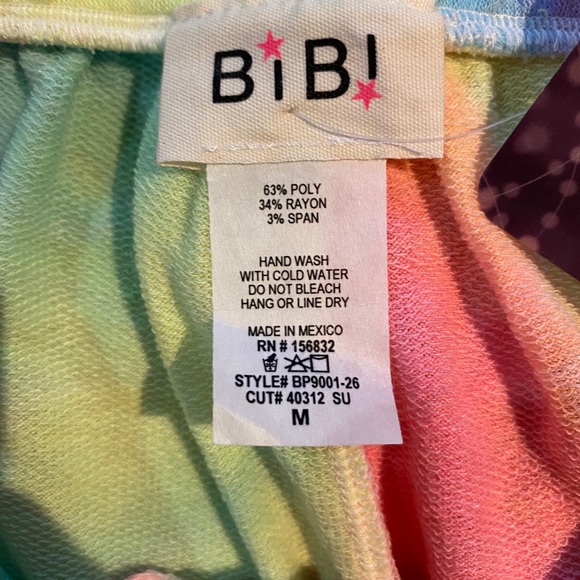 BiBi
63% POLY
34% RAYON
3% SPAN
HAND WASH
WITH COLD WATER
DO NOT BLEACH
HANG OR LINE DRY
MADE IN MEXICO
RN # 156832
STYLE# BP9001-26
CUT# 40312 SU
M